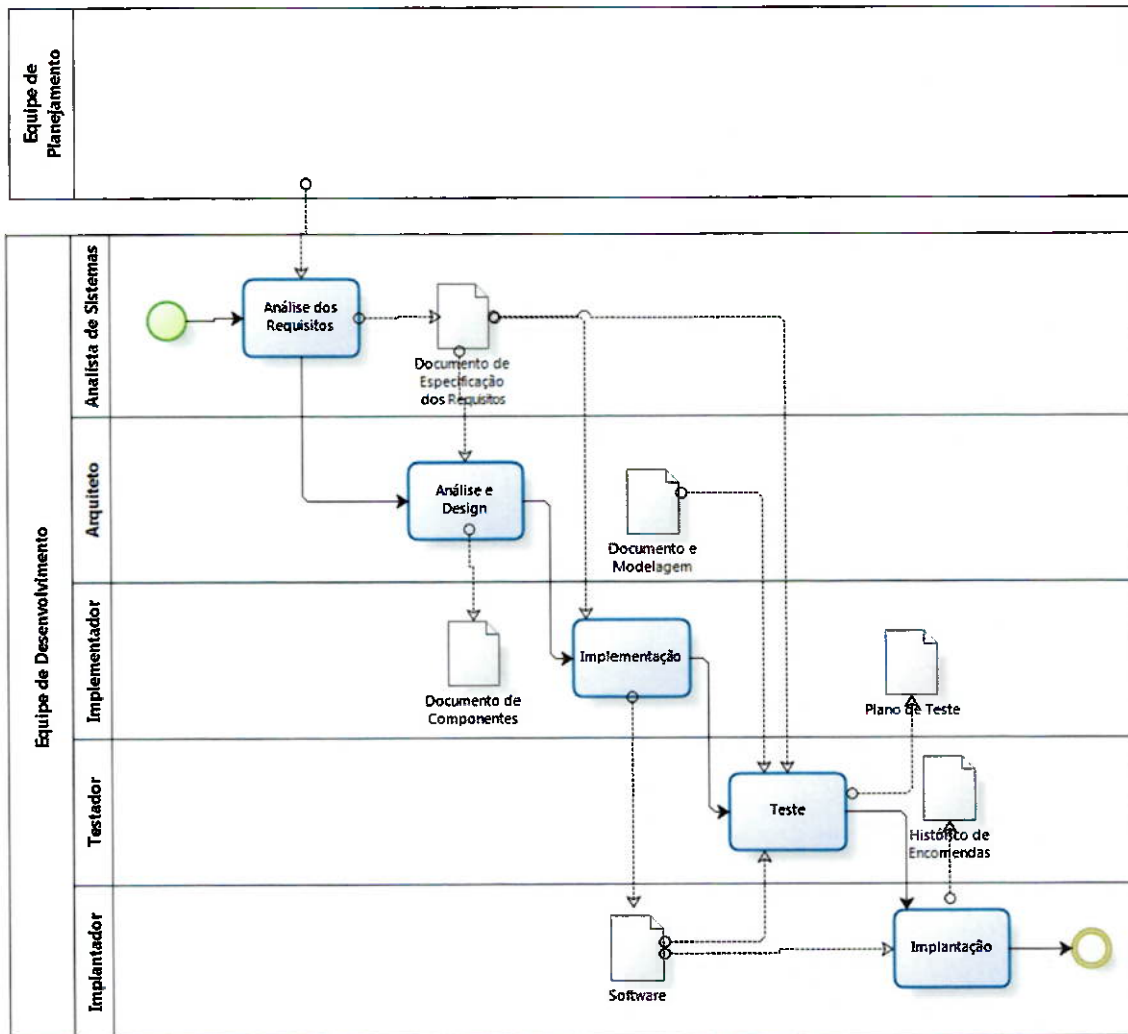 Equipe de
Planejamento
Equipe de Desenvolvimento
Analista de Sistemas
Análise dos
Requisitos
Documento de
Especificação
dos Requisitos
Arquiteto
Análise e
Design
Documento e
Modelagem
Implementador
Documento de
Componentes
Implementação
Plano de Teste
Testador
Teste
Histórico de
Encomendas
Implantador
Software
Implantação